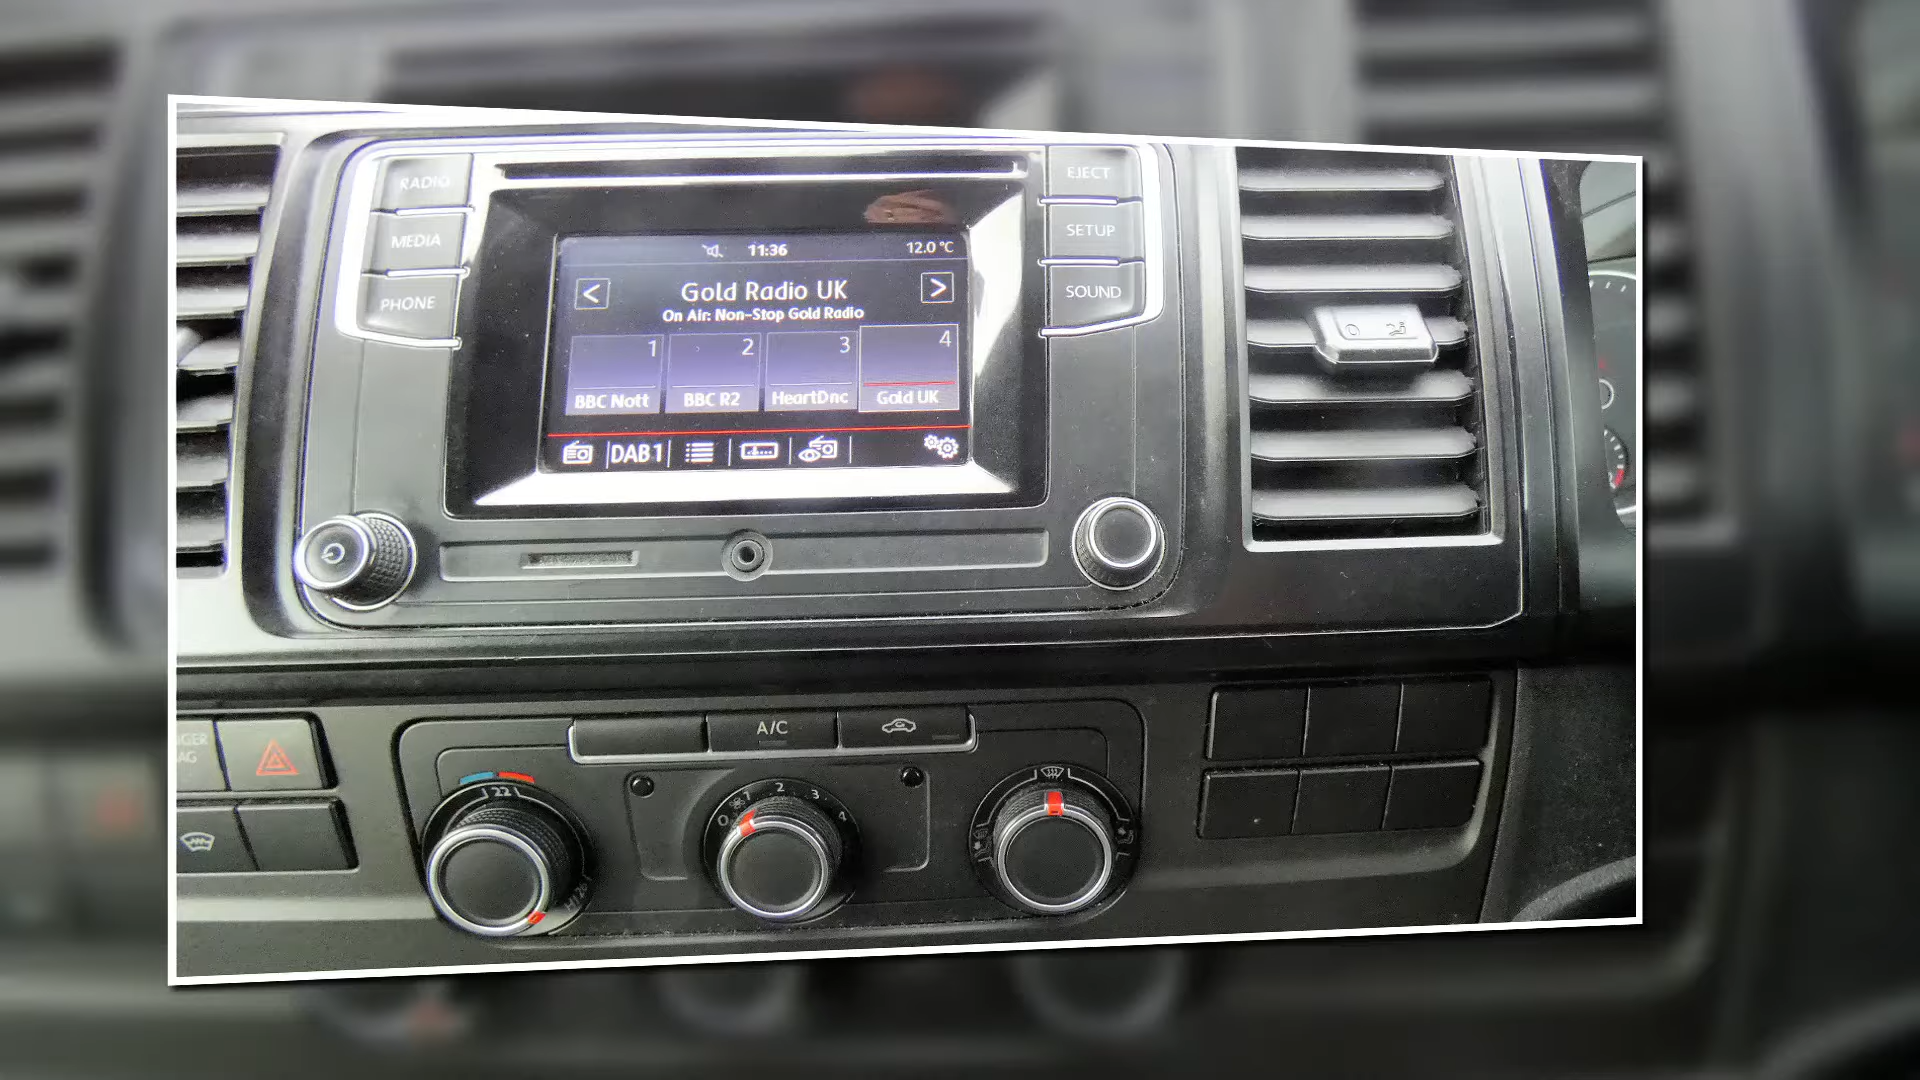 RADIO
MEDIA
PHONE
EJECT
SETUP
SOUND
11:36
12.0 °C
<
Gold Radio UK
>
On Air: Non-Stop Gold Radio
1
2
3
4
BBC Nott
BBC R2
HeartDnc
Gold UK
DAB1
A/C
22
0
1
2
3
4